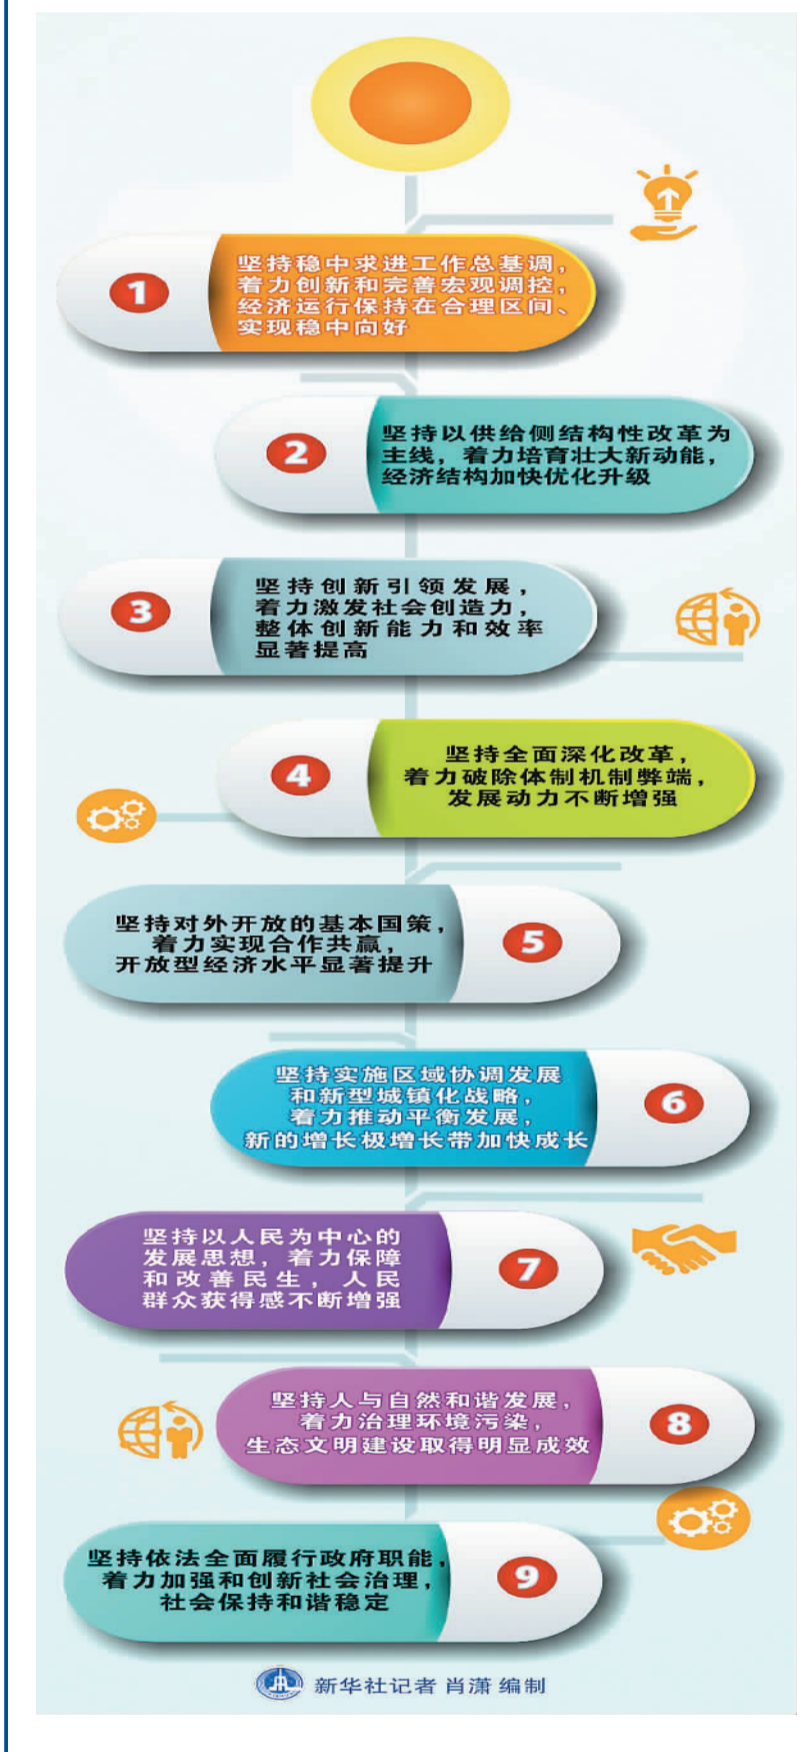 1
坚持稳中求进工作总基调，
着力创新和完善宏观调控，
经济运行保持在合理区间、
实现稳中向好
2
坚持以供给侧结构性改革为
主线，着力培育壮大新动能，
经济结构加快优化升级
3
坚持创新引领发展，
着力激发社会创造力，
整体创新能力和效率
显著提高
4
坚持全面深化改革，
着力破除体制机制弊端，
发展动力不断增强
坚持对外开放的基本国策，
着力实现合作共赢，
开放型经济水平显著提升
5
坚持实施区域协调发展
和新型城镇化战略，
着力推动平衡发展，
新的增长极增长带加快成长
6
坚持以人民为中心的
发展思想，着力保障
和改善民生，人民
群众获得感不断增强
7
坚持人与自然和谐发展，
着力治理环境污染，
生态文明建设取得明显成效
8
坚持依法全面履行政府职能，
着力加强和创新社会治理，
社会保持和谐稳定
9
新华社记者 肖潇 编制